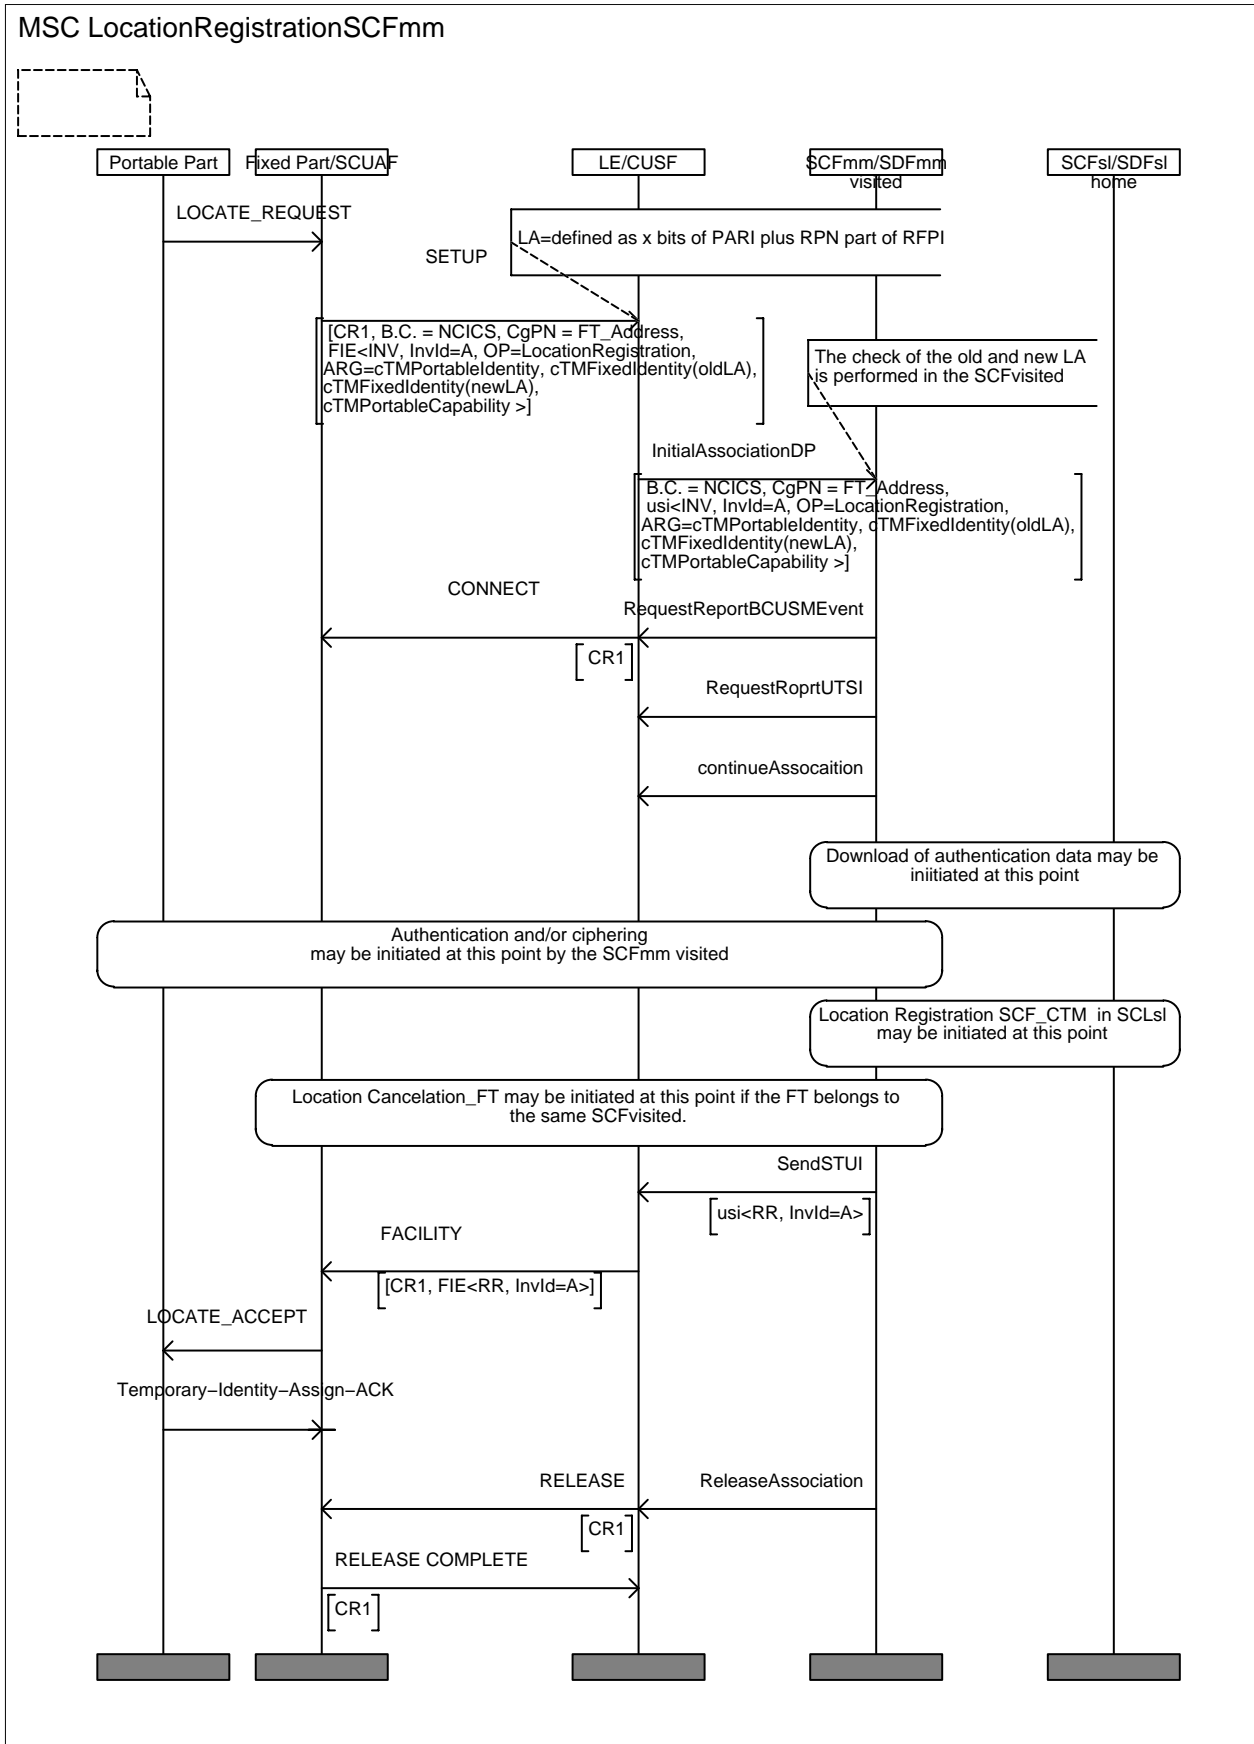 MSC LocationRegistrationSCFmm
Portable Part
Fixed Part/SCUAF
LE/CUSF
SCFmm/SDFmm
visited
SCFsl/SDFsl
home
LOCATE_REQUEST
LA=defined as x bits of PARI plus RPN part of RFPI
SETUP
[CR1, B.C. = NCICS, CgPN = FT_Address,
FIE<INV, InvId=A, OP=LocationRegistration,
ARG=cTMPortableIdentity, cTMFixedIdentity(oldLA),
cTMFixedIdentity(newLA),
cTMPortableCapability >]
The check of the old and new LA
is performed in the SCFvisited
InitialAssociationDP
B.C. = NCICS, CgPN = FT_Address,
usi<INV, InvId=A, OP=LocationRegistration,
ARG=cTMPortableIdentity, cTMFixedIdentity(oldLA),
cTMFixedIdentity(newLA),
cTMPortableCapability >]
CONNECT
RequestReportBCUSMEvent
CR1
RequestRoprtUTSI
continueAssocaition
Download of authentication data may be
iniitiated at this point
Authentication and/or ciphering
may be initiated at this point by the SCFmm visited
Location Registration SCF_CTM  in SCLsl
may be initiated at this point
Location Cancelation_FT may be initiated at this point if the FT belongs to
the same SCFvisited.
SendSTUI
usi<RR, InvId=A>
FACILITY
[CR1, FIE<RR, InvId=A>]
LOCATE_ACCEPT
Temporary−Identity−Assign−ACK
RELEASE
ReleaseAssociation
CR1
RELEASE COMPLETE
CR1